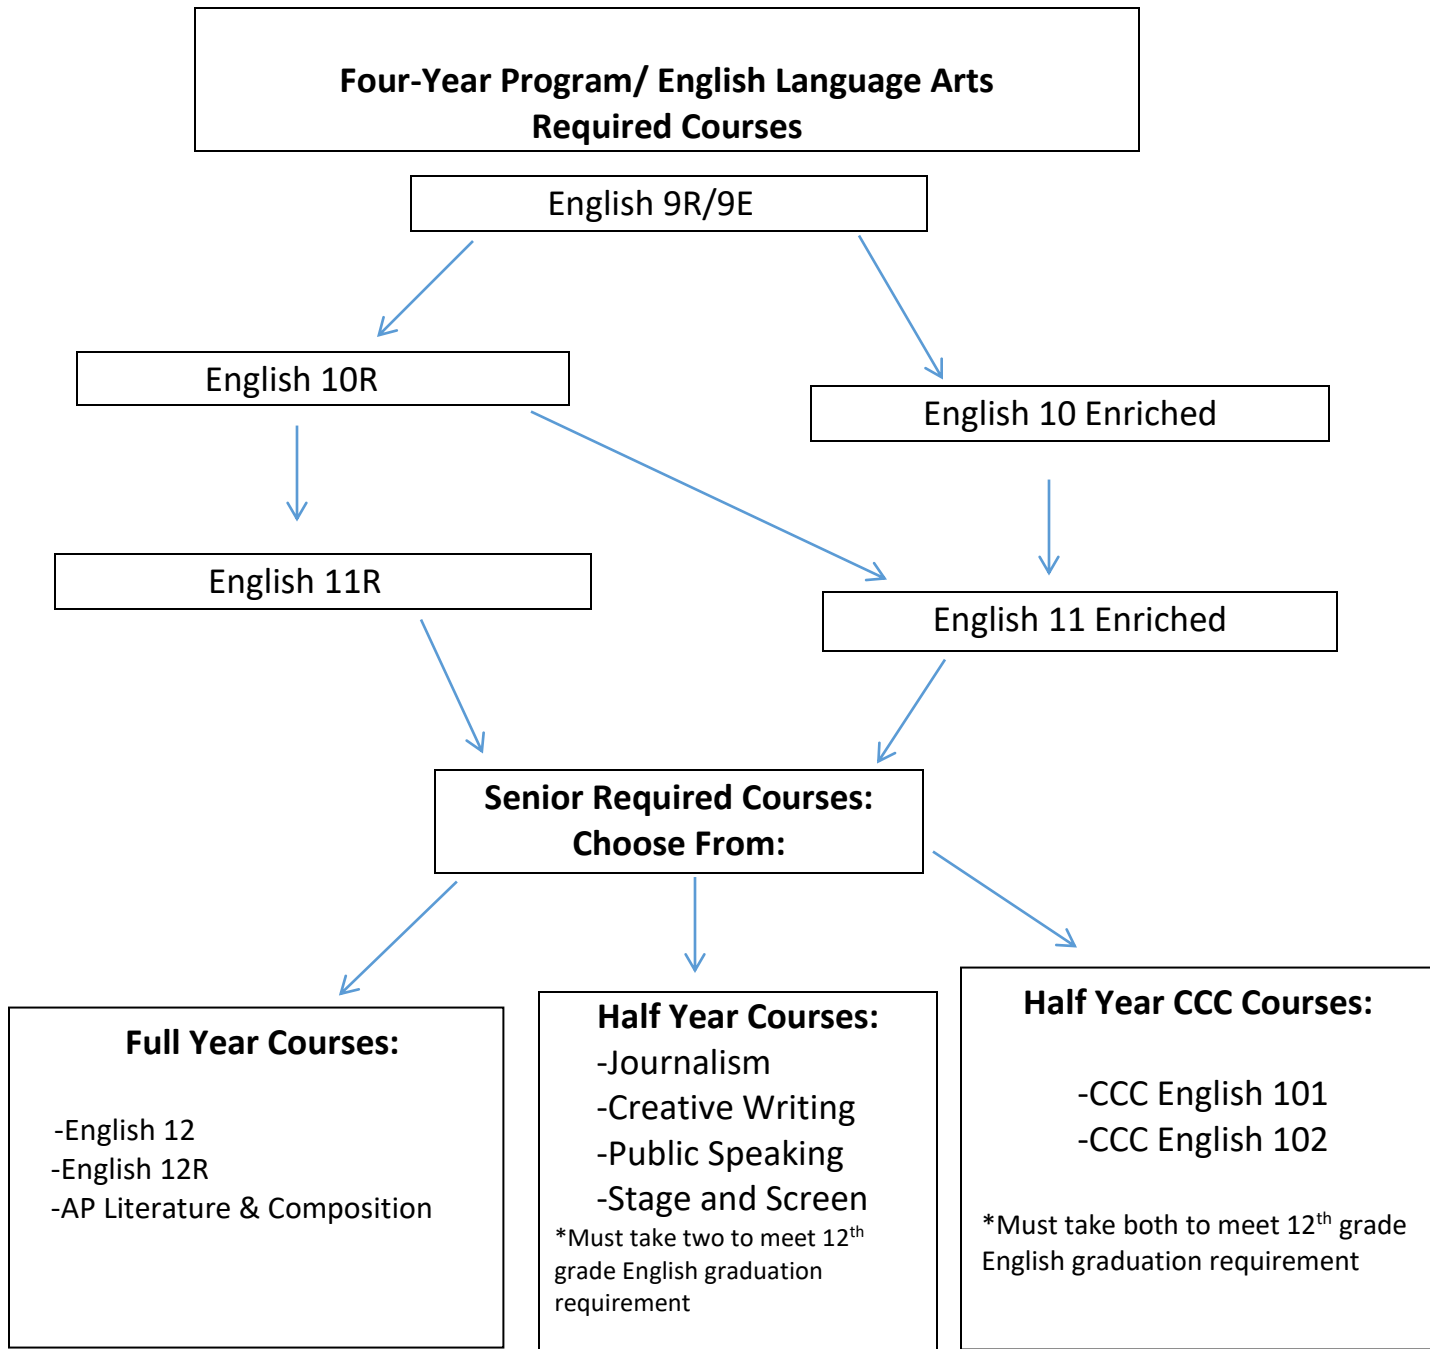 Four-Year Program/ English Language Arts
Required Courses
English 9R/9E
English 10R
English 10 Enriched
English 11R
English 11 Enriched
Senior Required Courses:
Choose From:
Full Year Courses:
-English 12
-English 12R
-AP Literature & Composition
Half Year Courses:
-Journalism
-Creative Writing
-Public Speaking
-Stage and Screen
*Must take two to meet 12th
grade English graduation
requirement
Half Year CCC Courses:
-CCC English 101
-CCC English 102
*Must take both to meet 12th grade
English graduation requirement